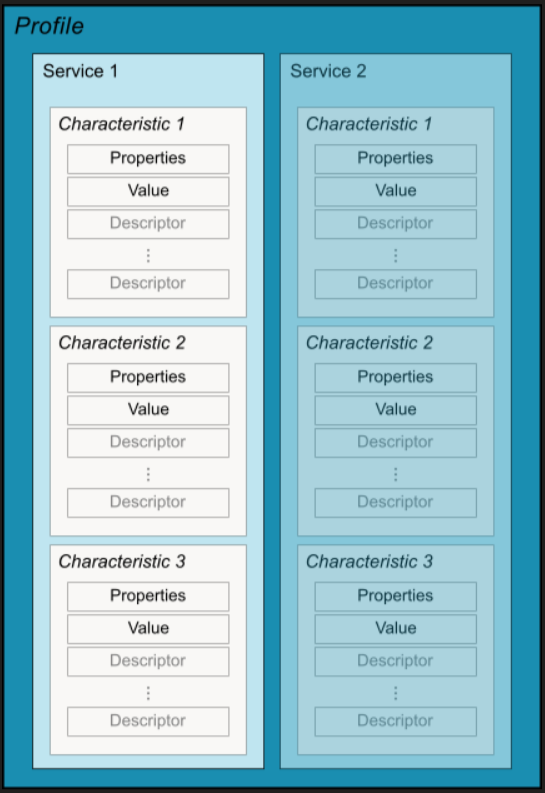 Profile
Service 1
Characteristic 1
Properties
Value
Descriptor
⋮
Descriptor
Characteristic 2
Properties
Value
Descriptor
⋮
Descriptor
Characteristic 3
Properties
Value
Descriptor
⋮
Descriptor
Service 2
Characteristic 1
Properties
Value
Descriptor
⋮
Descriptor
Characteristic 2
Properties
Value
Descriptor
⋮
Descriptor
Characteristic 3
Properties
Value
Descriptor
⋮
Descriptor